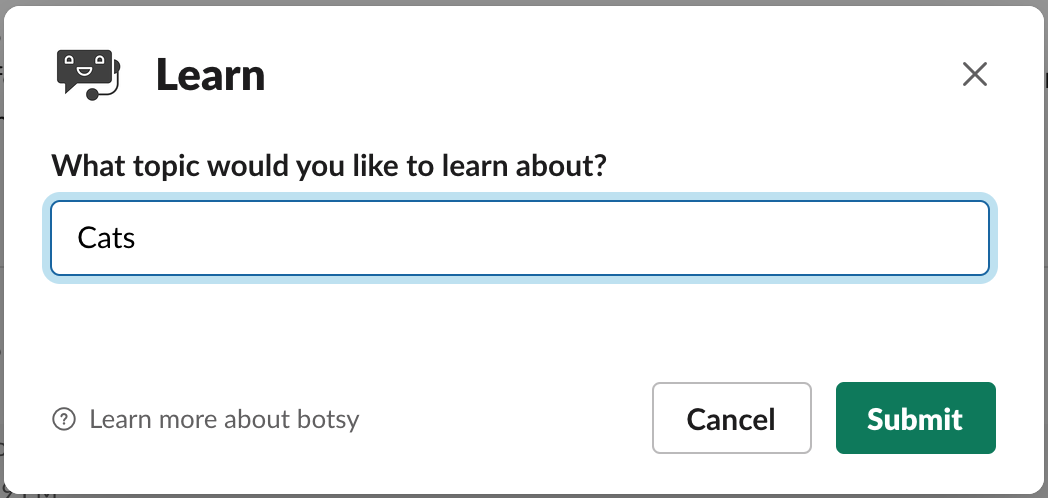 Learn
What topic would you like to learn about?
Cats
Learn more about botsy
Cancel
Submit